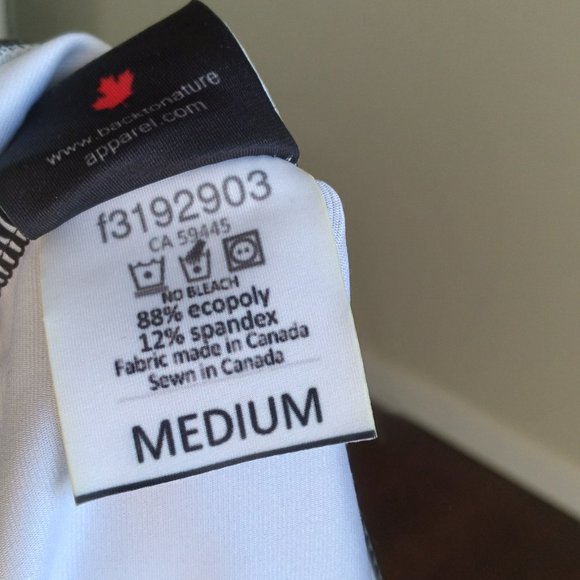 www.backtonature
apparel.com
f3192903
CA 59445
NO BLEACH
88% ecopoly
12% spandex
Fabric made in Canada
Sewn in Canada
MEDIUM